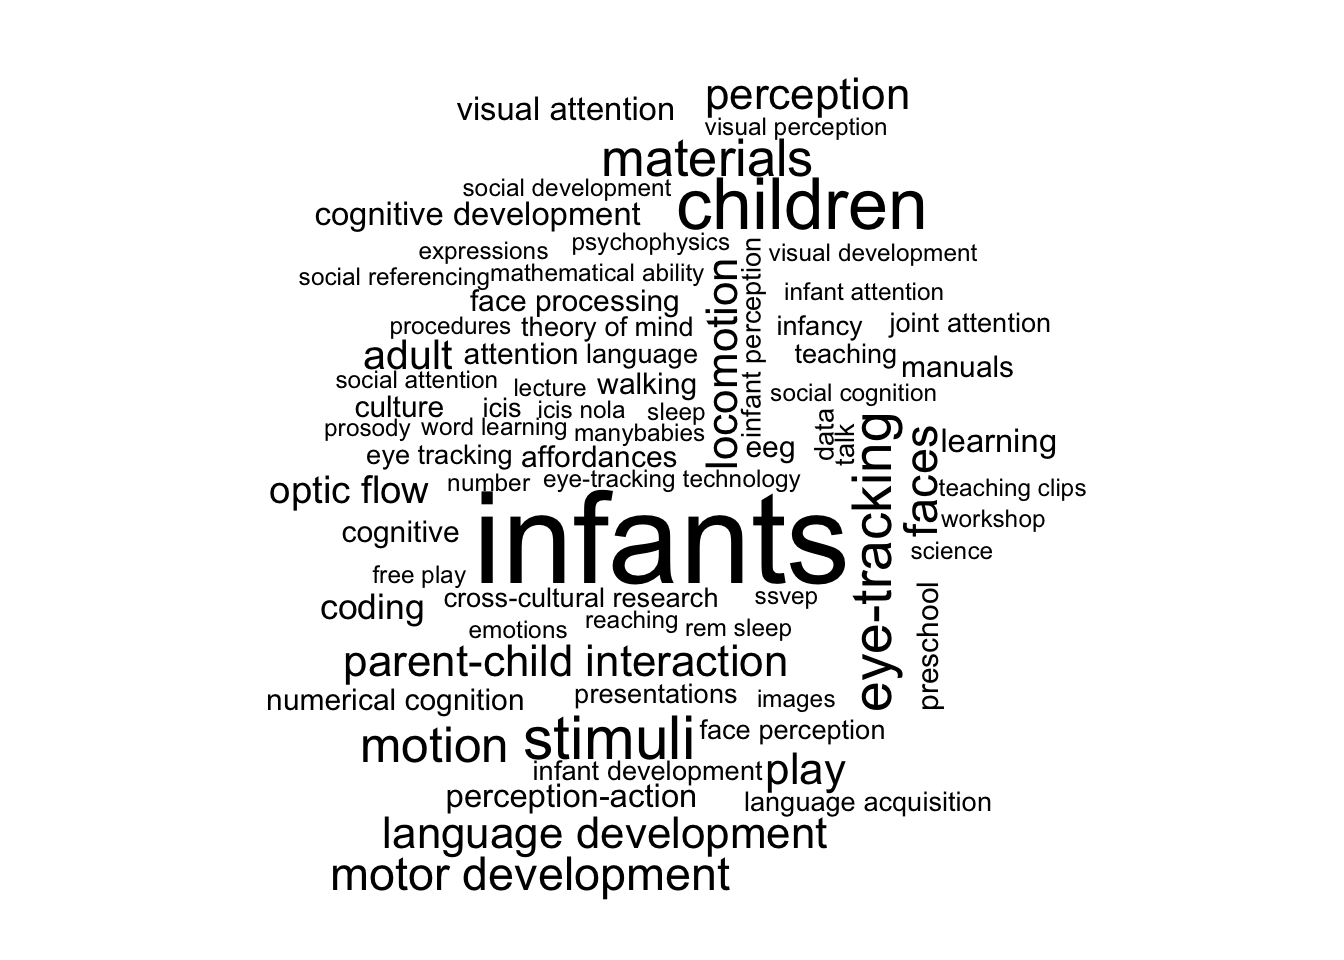 visual attention
perception
visual perception
materials
social development
children
cognitive development
expressions
psychophysics
visual development
social referencing
mathematical ability
locomotion
infant perception
infant attention
face processing
procedures
theory of mind
infancy
joint attention
adult
attention
language
teaching
manuals
social attention
lecture
walking
social cognition
culture
icis
icis nola
sleep
data
talk
prosody
word learning
manybabies
eeg
eye-tracking
faces
learning
eye tracking
affordances
optic flow
number
eye-tracking technology
teaching clips
infants
workshop
cognitive
science
free play
preschool
coding
cross-cultural research
ssvep
emotions
reaching
rem sleep
parent-child interaction
numerical cognition
presentations
images
motion
stimuli
face perception
infant development
play
perception-action
language acquisition
language development
motor development